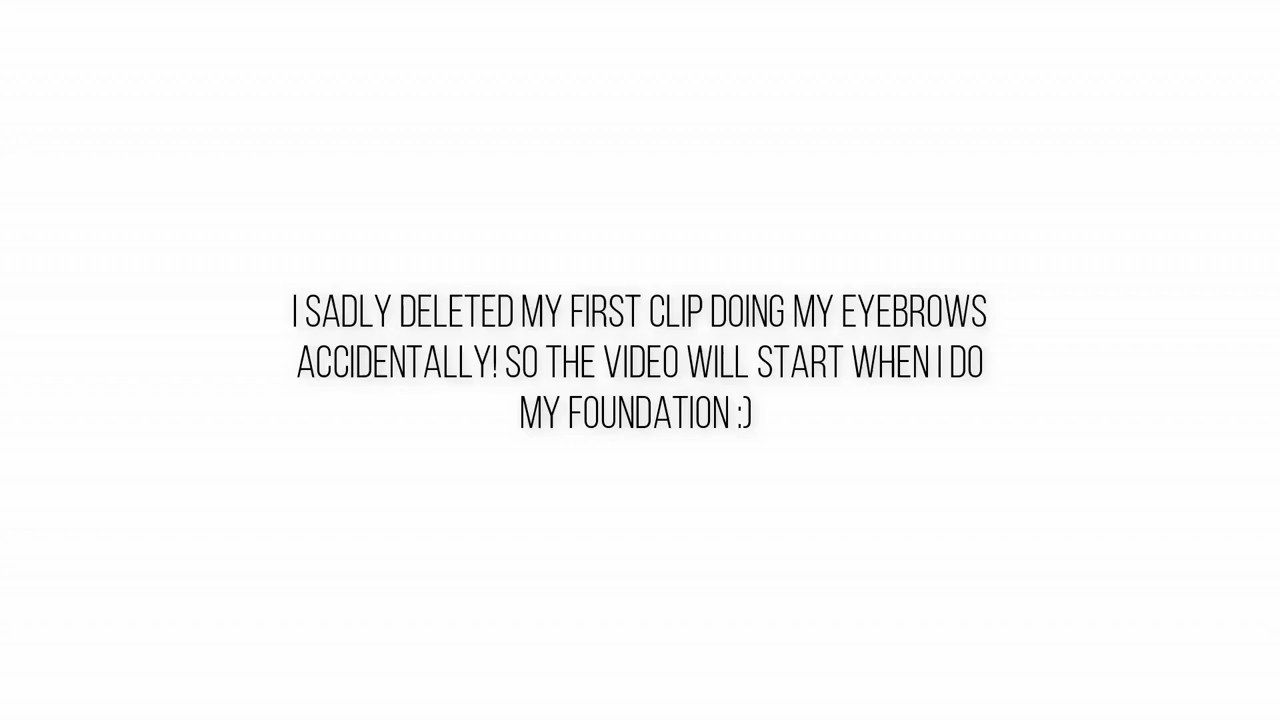 I SADLY DELETED MY FIRST CLIP DOING MY EYEBROWS
ACCIDENTALLY! SO THE VIDEO WILL START WHEN I DO
MY FOUNDATION :)